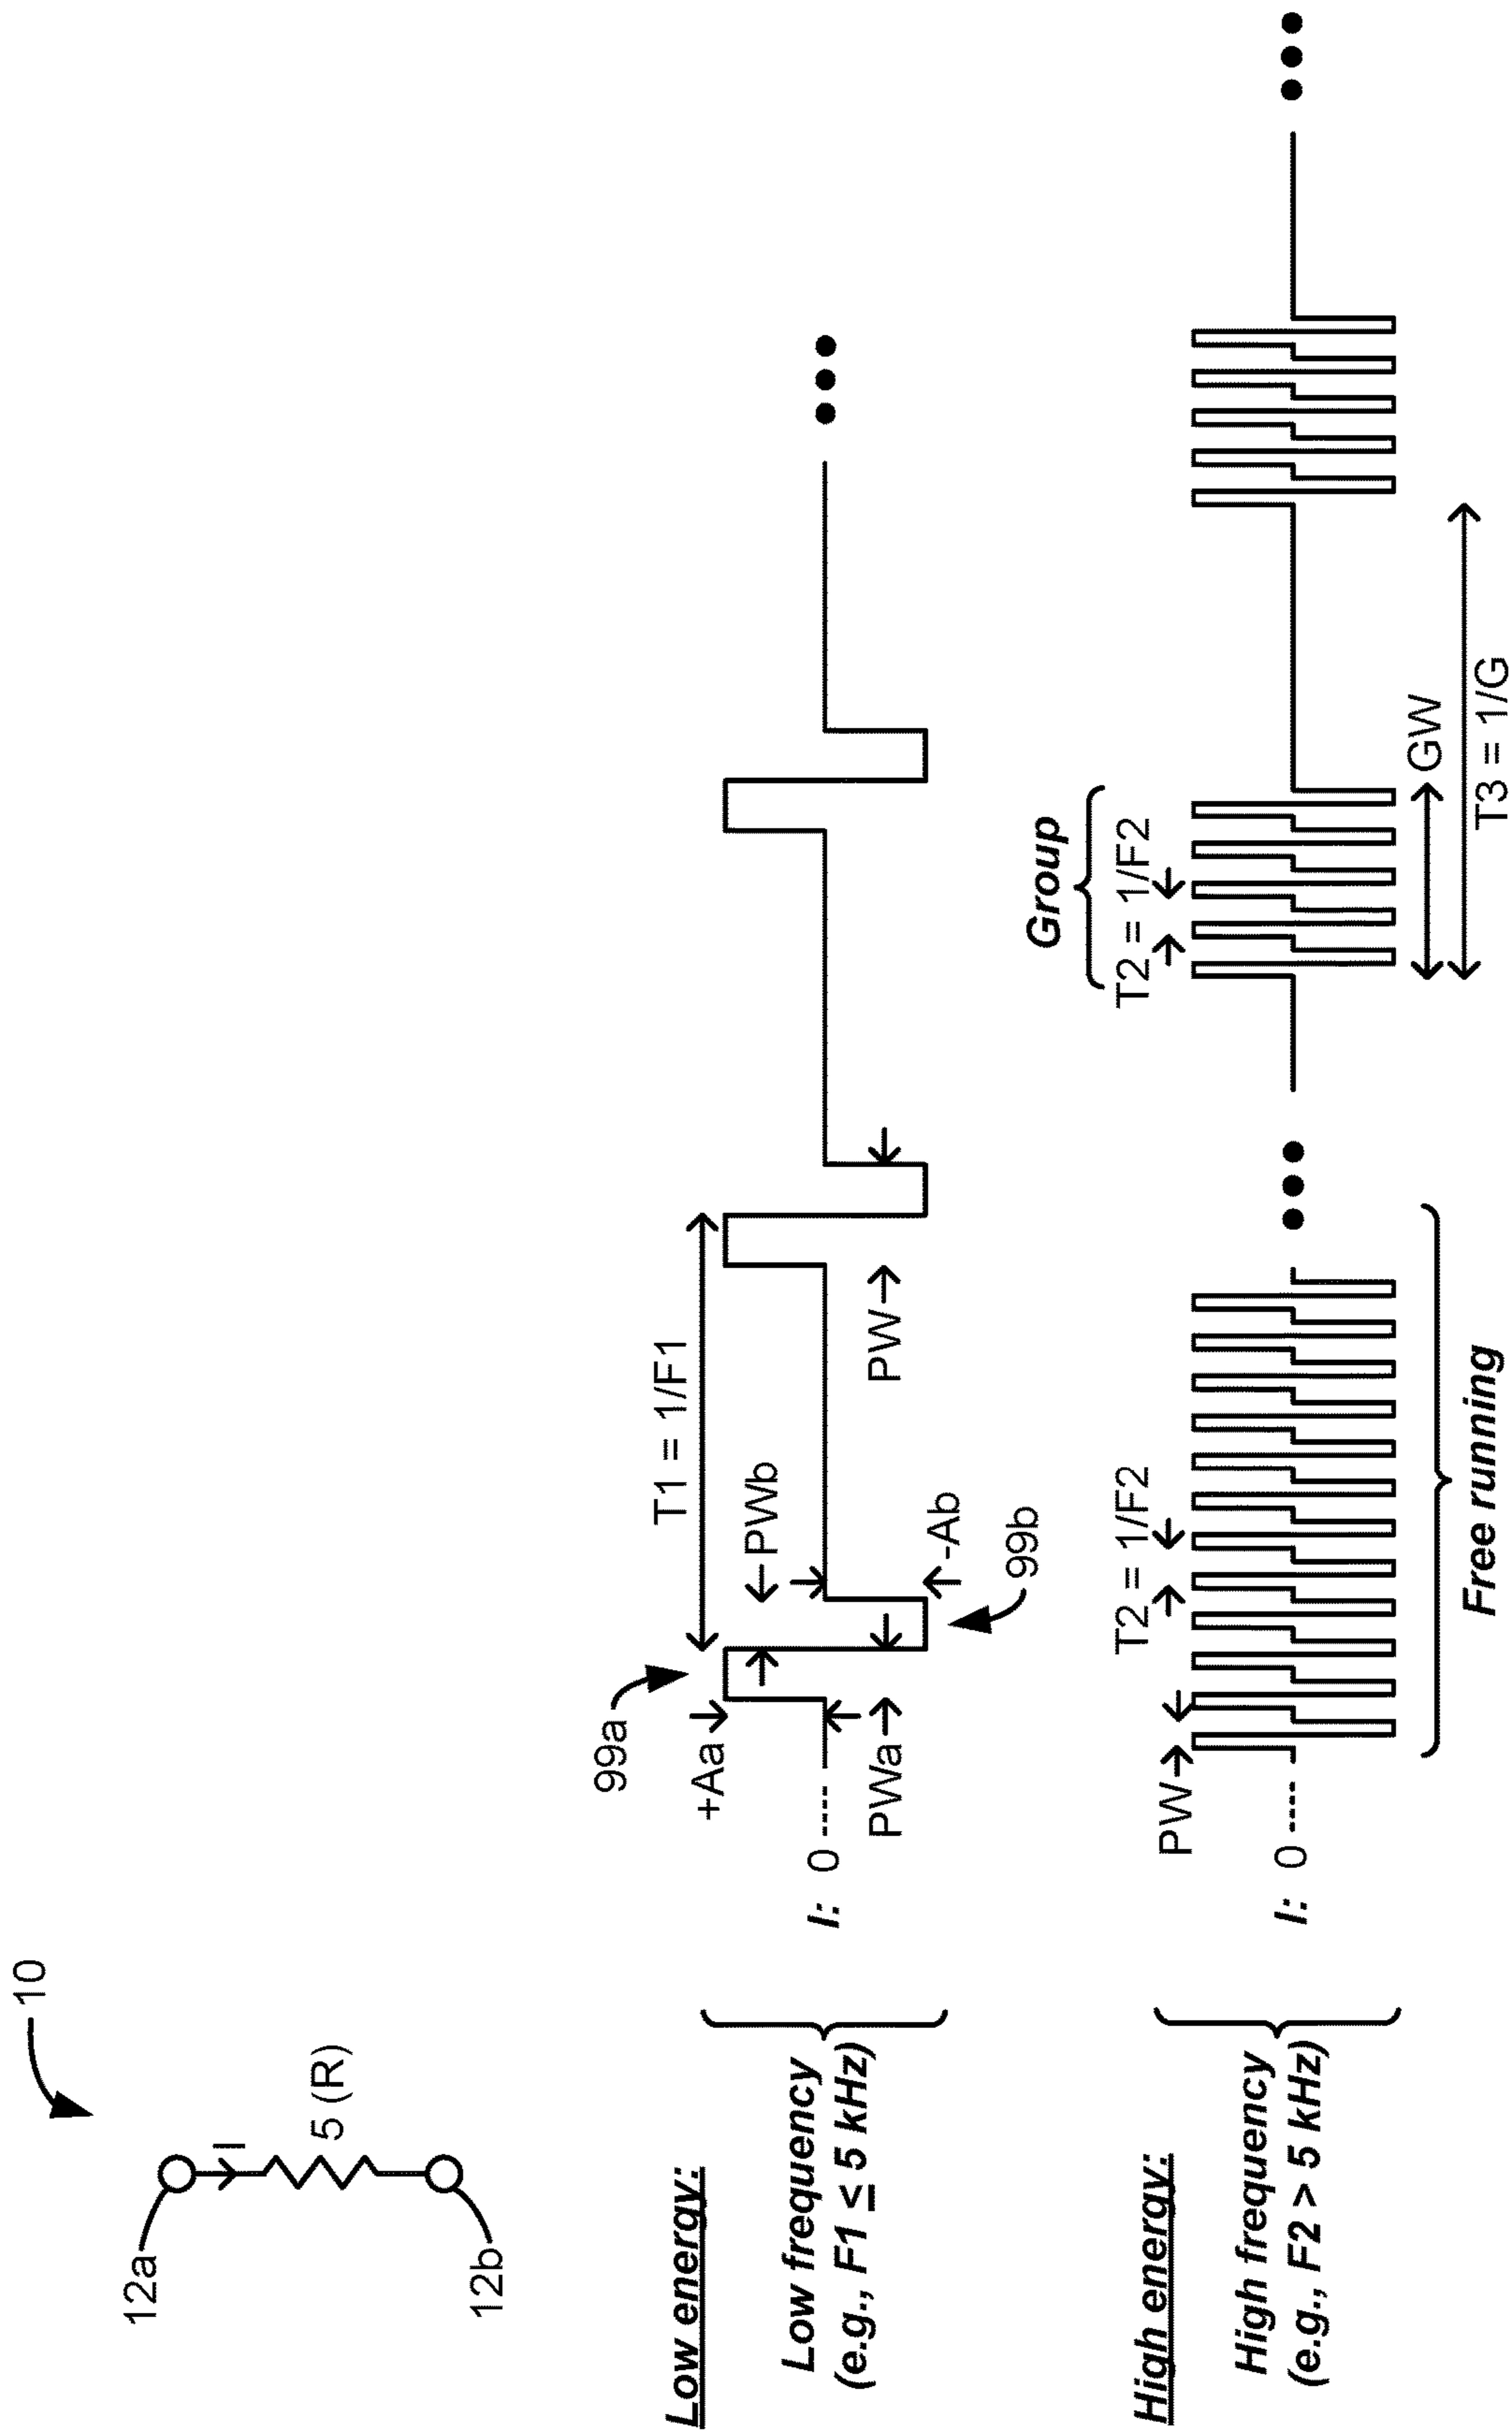 10
12a
I
5 (R)
12b
Low energy:
Low frequency
(e.g., F1 ≤ 5 kHz)
I: 0
99a
+Aa
PWa
T1 = 1/F1
PWb
-Ab
99b
PW
High energy:
High frequency
(e.g., F2 > 5 kHz)
I: 0
PW
T2 = 1/F2
Free running
Group
T2 = 1/F2
GW
T3 = 1/G